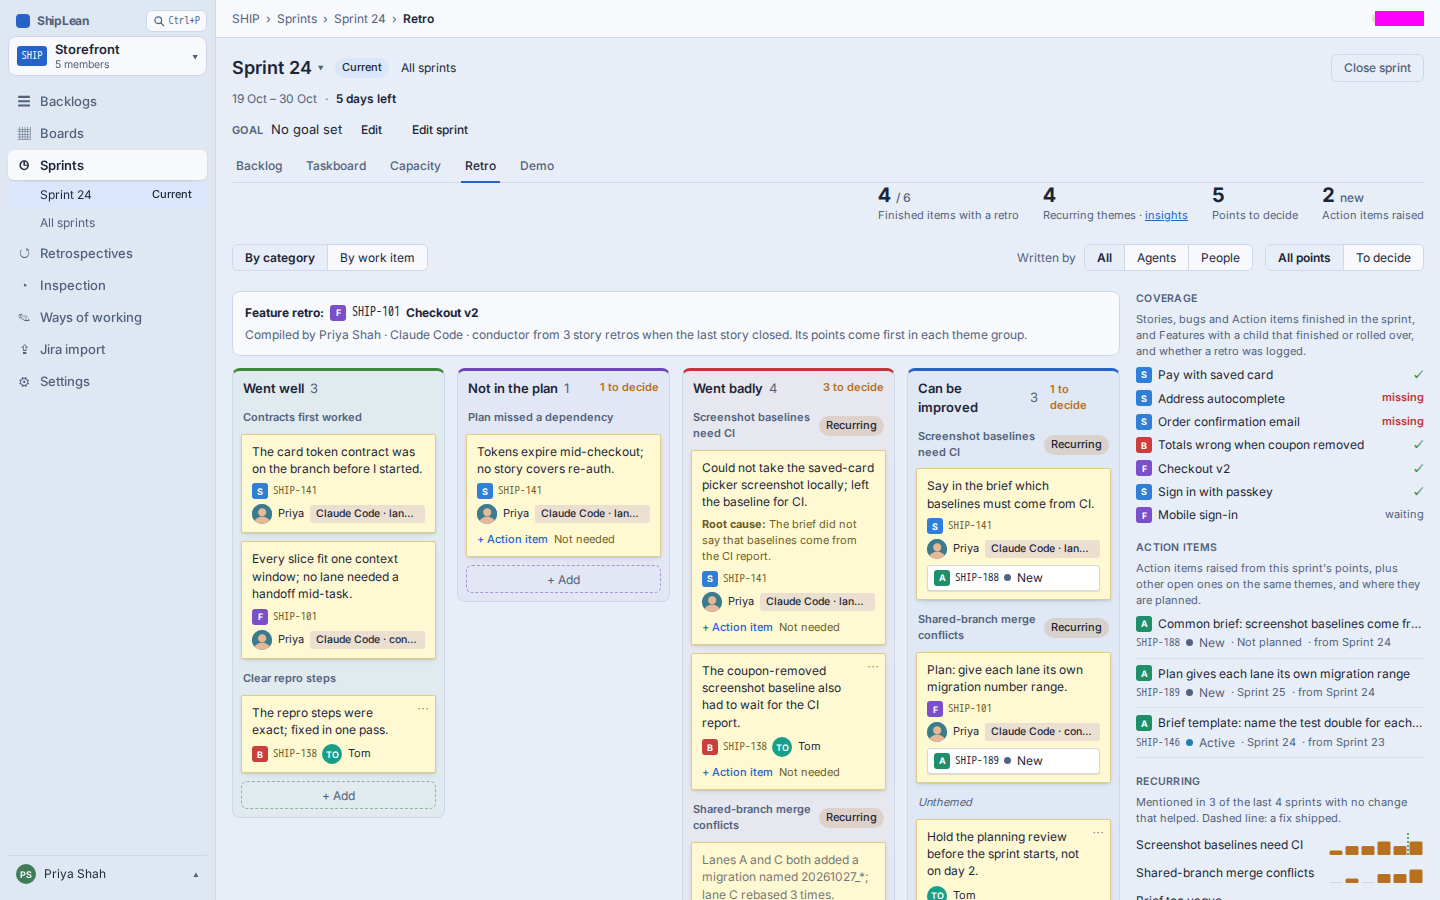 ShipLean
Ctrl+P
SHIP
Storefront
5 members
Backlogs
Boards
Sprints
Sprint 24
Current
All sprints
Retrospectives
Inspection
Ways of working
Jira import
Settings
PS
Priya Shah
SHIP › Sprints › Sprint 24 › Retro
Sprint 24
Current
All sprints
Close sprint
19 Oct – 30 Oct · 5 days left
GOAL No goal set Edit Edit sprint
Backlog Taskboard Capacity Retro Demo
4 / 6
Finished items with a retro
4
Recurring themes · insights
5
Points to decide
2 new
Action items raised
By category By work item
Written by All Agents People
All points To decide
Feature retro: F SHIP-101 Checkout v2
Compiled by Priya Shah · Claude Code · conductor from 3 story retros when the last story closed. Its points come first in each theme group.
Went well 3
Contracts first worked
The card token contract was
on the branch before I started.
S SHIP-141
Priya Claude Code · lan...
Every slice fit one context
window; no lane needed a
handoff mid-task.
F SHIP-101
Priya Claude Code · con...
Clear repro steps
The repro steps were
exact; fixed in one pass.
B SHIP-138 TO Tom
+ Add
Not in the plan 1 1 to decide
Plan missed a dependency
Tokens expire mid-checkout;
no story covers re-auth.
S SHIP-141
Priya Claude Code · lan...
+ Action item Not needed
+ Add
Went badly 4 3 to decide
Screenshot baselines
need CI
Recurring
Could not take the saved-card
picker screenshot locally; left
the baseline for CI.
Root cause: The brief did not
say that baselines come from
the CI report.
S SHIP-141
Priya Claude Code · lan...
+ Action item Not needed
The coupon-removed
screenshot baseline also
had to wait for the CI
report.
B SHIP-138 TO Tom
+ Action item Not needed
Shared-branch merge
conflicts
Recurring
Lanes A and C both added a
migration named 20261027_*;
lane C rebased 3 times.
Can be
improved
3
1 to
decide
Screenshot baselines
need CI
Recurring
Say in the brief which
baselines must come from CI.
S SHIP-141
Priya Claude Code · lan...
A SHIP-188 New
Shared-branch merge
conflicts
Recurring
Plan: give each lane its own
migration number range.
F SHIP-101
Priya Claude Code · con...
A SHIP-189 New
Unthemed
Hold the planning review
before the sprint starts, not
on day 2.
TO Tom
COVERAGE
Stories, bugs and Action items finished in the sprint,
and Features with a child that finished or rolled over,
and whether a retro was logged.
S Pay with saved card ✓
S Address autocomplete missing
S Order confirmation email missing
B Totals wrong when coupon removed ✓
F Checkout v2 ✓
S Sign in with passkey ✓
F Mobile sign-in waiting
ACTION ITEMS
Action items raised from this sprint's points, plus
other open ones on the same themes, and where they
are planned.
A Common brief: screenshot baselines come fr...
SHIP-188 New · Not planned · from Sprint 24
A Plan gives each lane its own migration range
SHIP-189 New · Sprint 25 · from Sprint 24
A Brief template: name the test double for each...
SHIP-146 Active · Sprint 24 · from Sprint 23
RECURRING
Mentioned in 3 of the last 4 sprints with no change
that helped. Dashed line: a fix shipped.
Screenshot baselines need CI
Shared-branch merge conflicts